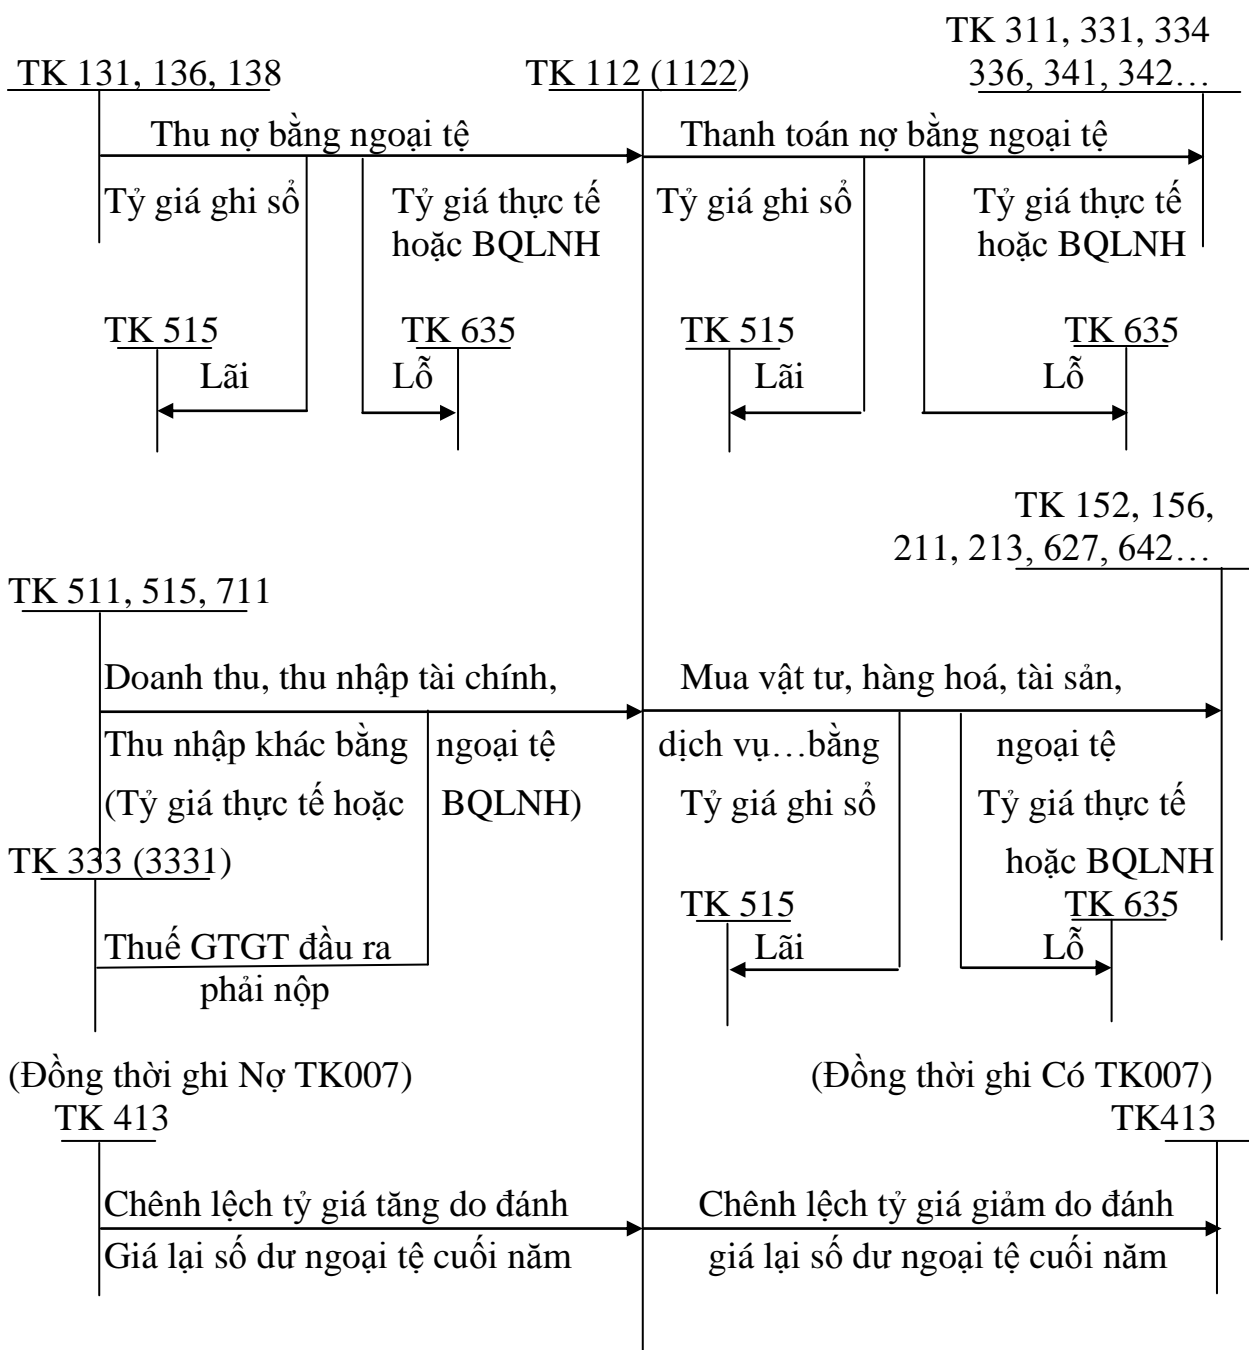 TK 311, 331, 334
TK 131, 136, 138
TK 112 (1122)
336, 341, 342…
Thu nợ bằng ngoại tệ
Thanh toán nợ bằng ngoại tệ
Tỷ giá ghi sổ
Tỷ giá thực tế
hoặc BQLNH
Tỷ giá ghi sổ
Tỷ giá thực tế
hoặc BQLNH
TK 515
TK 635
TK 515
TK 635
Lãi
Lỗ
Lãi
Lỗ
TK 152, 156,
211, 213, 627, 642…
TK 511, 515, 711
Doanh thu, thu nhập tài chính,
Mua vật tư, hàng hoá, tài sản,
Thu nhập khác bằng ngoại tệ
dịch vụ…bằng ngoại tệ
(Tỷ giá thực tế hoặc BQLNH)
Tỷ giá ghi sổ
Tỷ giá thực tế
hoặc BQLNH
TK 333 (3331)
TK 515
TK 635
Thuế GTGT đầu ra
phải nộp
Lãi
Lỗ
(Đồng thời ghi Nợ TK007)
(Đồng thời ghi Có TK007)
TK 413
TK413
Chênh lệch tỷ giá tăng do đánh
Giá lại số dư ngoại tệ cuối năm
Chênh lệch tỷ giá giảm do đánh
giá lại số dư ngoại tệ cuối năm